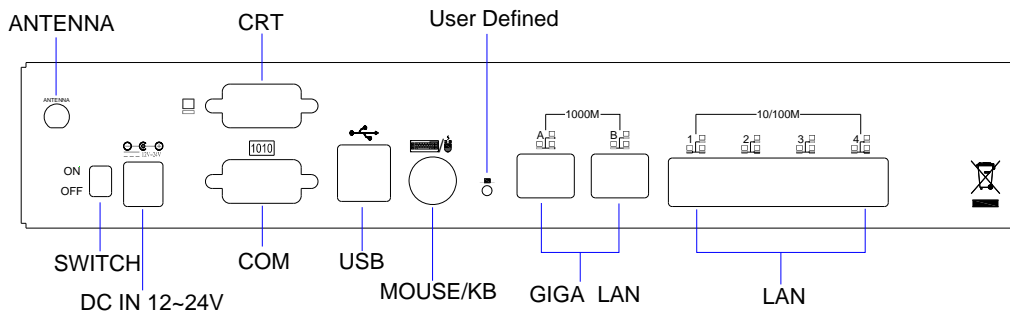 ANTENNA
CRT
User Defined
ANTENNA
1000M
10/100M
A
B
1
2
3
4
12V~24V
1010
/
ON
OFF
SWITCH
COM
USB
DC IN 12~24V
MOUSE/KB
GIGA LAN
LAN